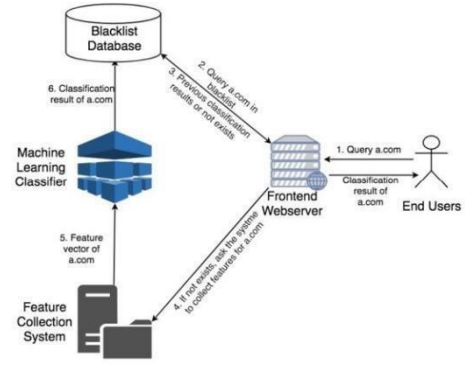 Blacklist
Database
2. Query a.com in
blacklist
3. Previous classification
results or not exists
6. Classification
result of a.com
1. Query a.com
Machine
Learning
Classifier
Classification
result of
a.com
Frontend
Webserver
End Users
5. Feature
vector of
a.com
4. If not exists, ask the systme
to collect features for a.com
Feature
Collection
System